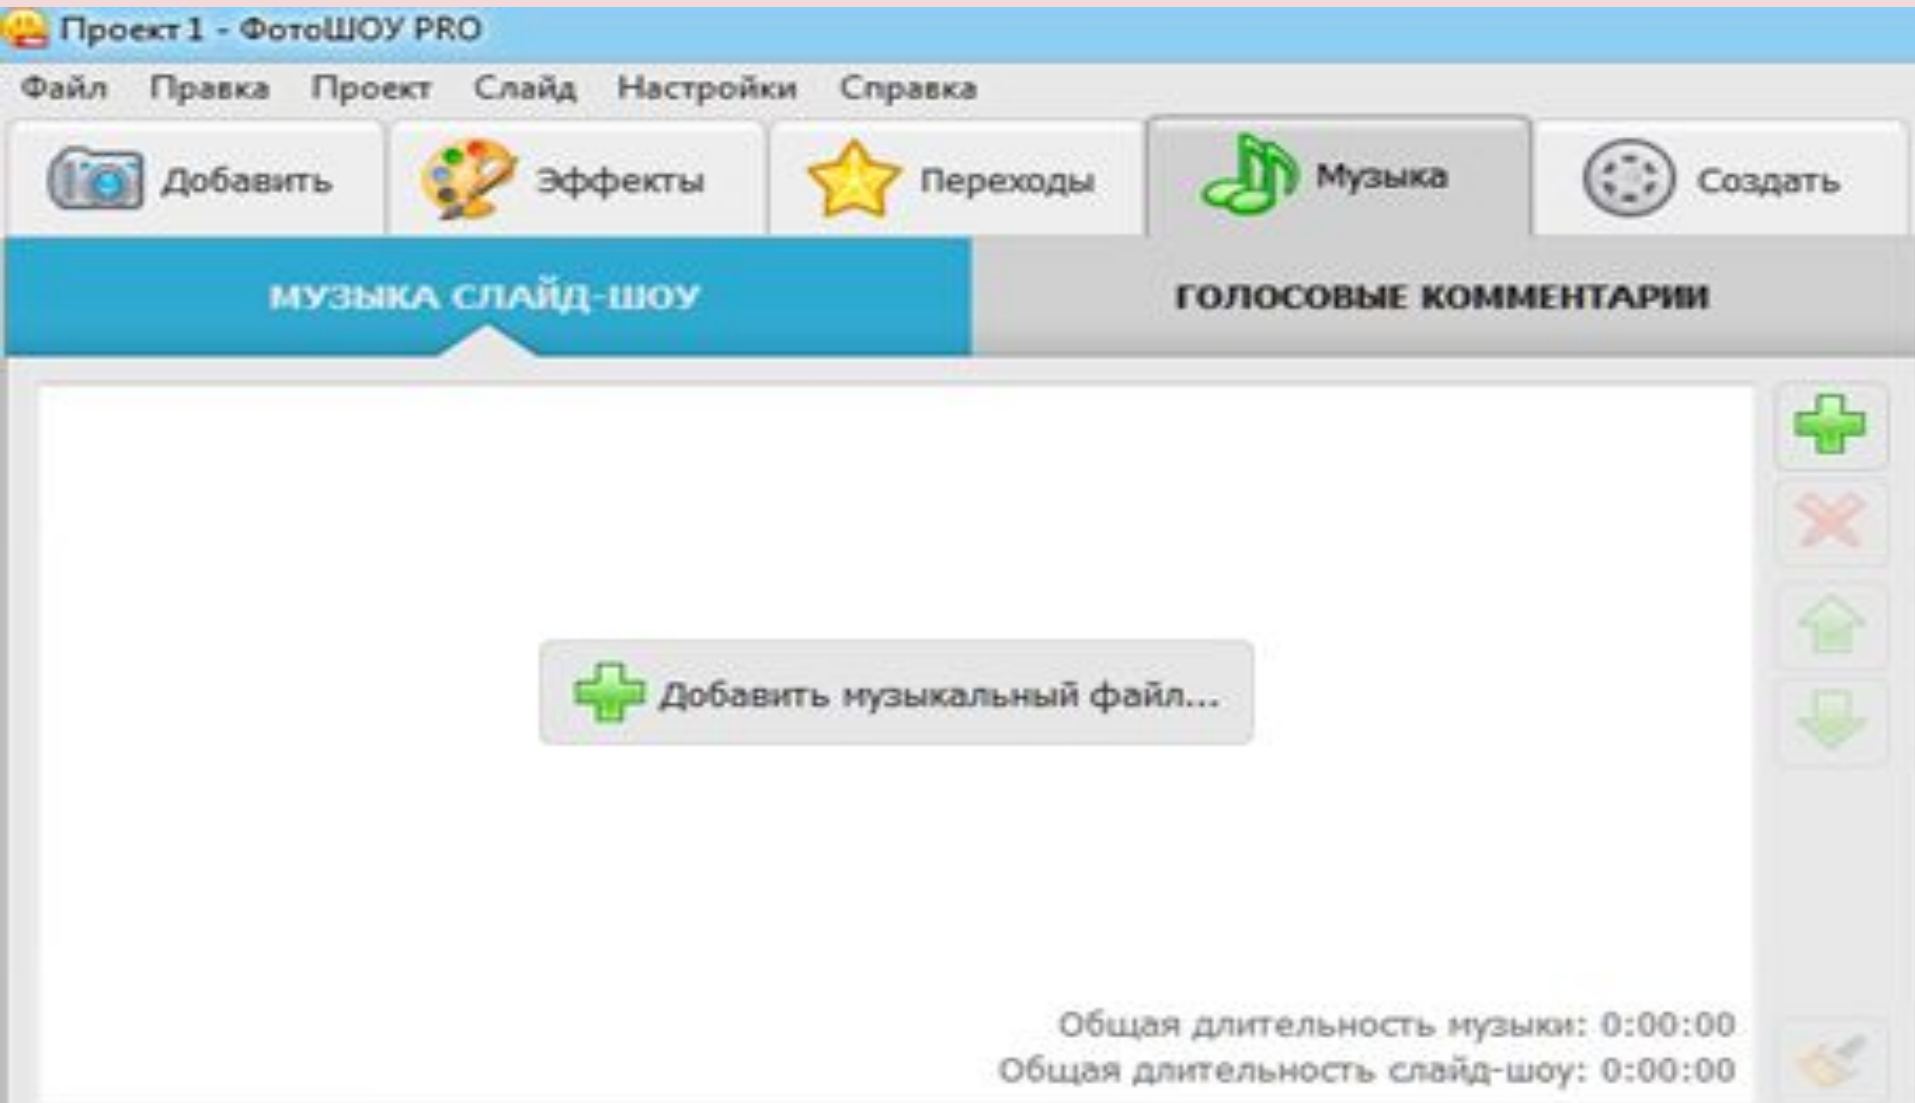 Проект 1 - ФотоШОУ PRO
Файл Правка Проект Слайд Настройки Справка
Добавить Эффекты Переходы Музыка Создать
МУЗЫКА СЛАЙД-ШОУ ГОЛОСОВЫЕ КОММЕНТАРИИ
Добавить музыкальный файл...
Общая длительность музыки: 0:00:00
Общая длительность слайд-шоу: 0:00:00